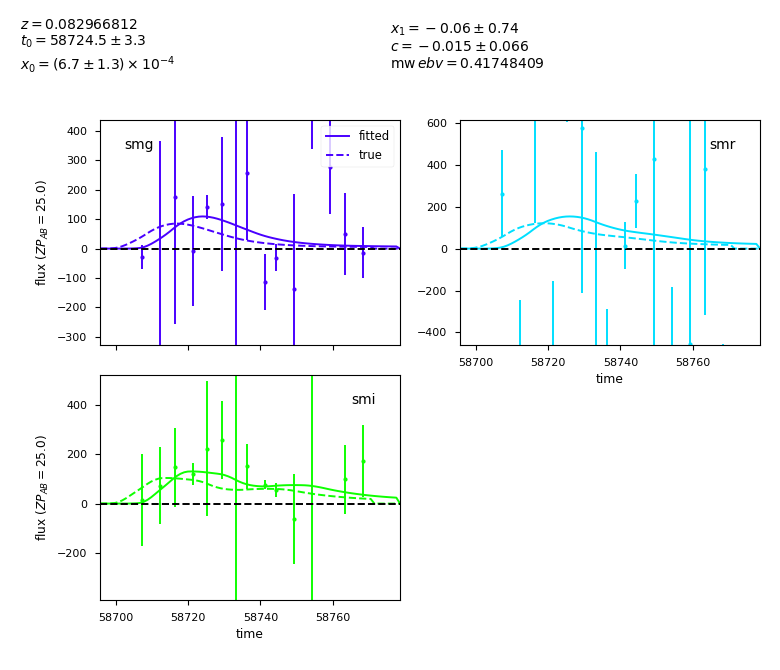 z = 0.082966812
t₀ = 58724.5 ± 3.3
x₀ = (6.7 ± 1.3) × 10⁻⁴
x₁ = −0.06 ± 0.74
c = −0.015 ± 0.066
mw ebv = 0.41748409
smg
fitted
true
400
300
200
100
0
−100
−200
−300
flux (ZP_AB = 25.0)
smr
600
400
200
0
−200
−400
58700 58720 58740 58760
time
smi
400
200
0
−200
flux (ZP_AB = 25.0)
58700 58720 58740 58760
time